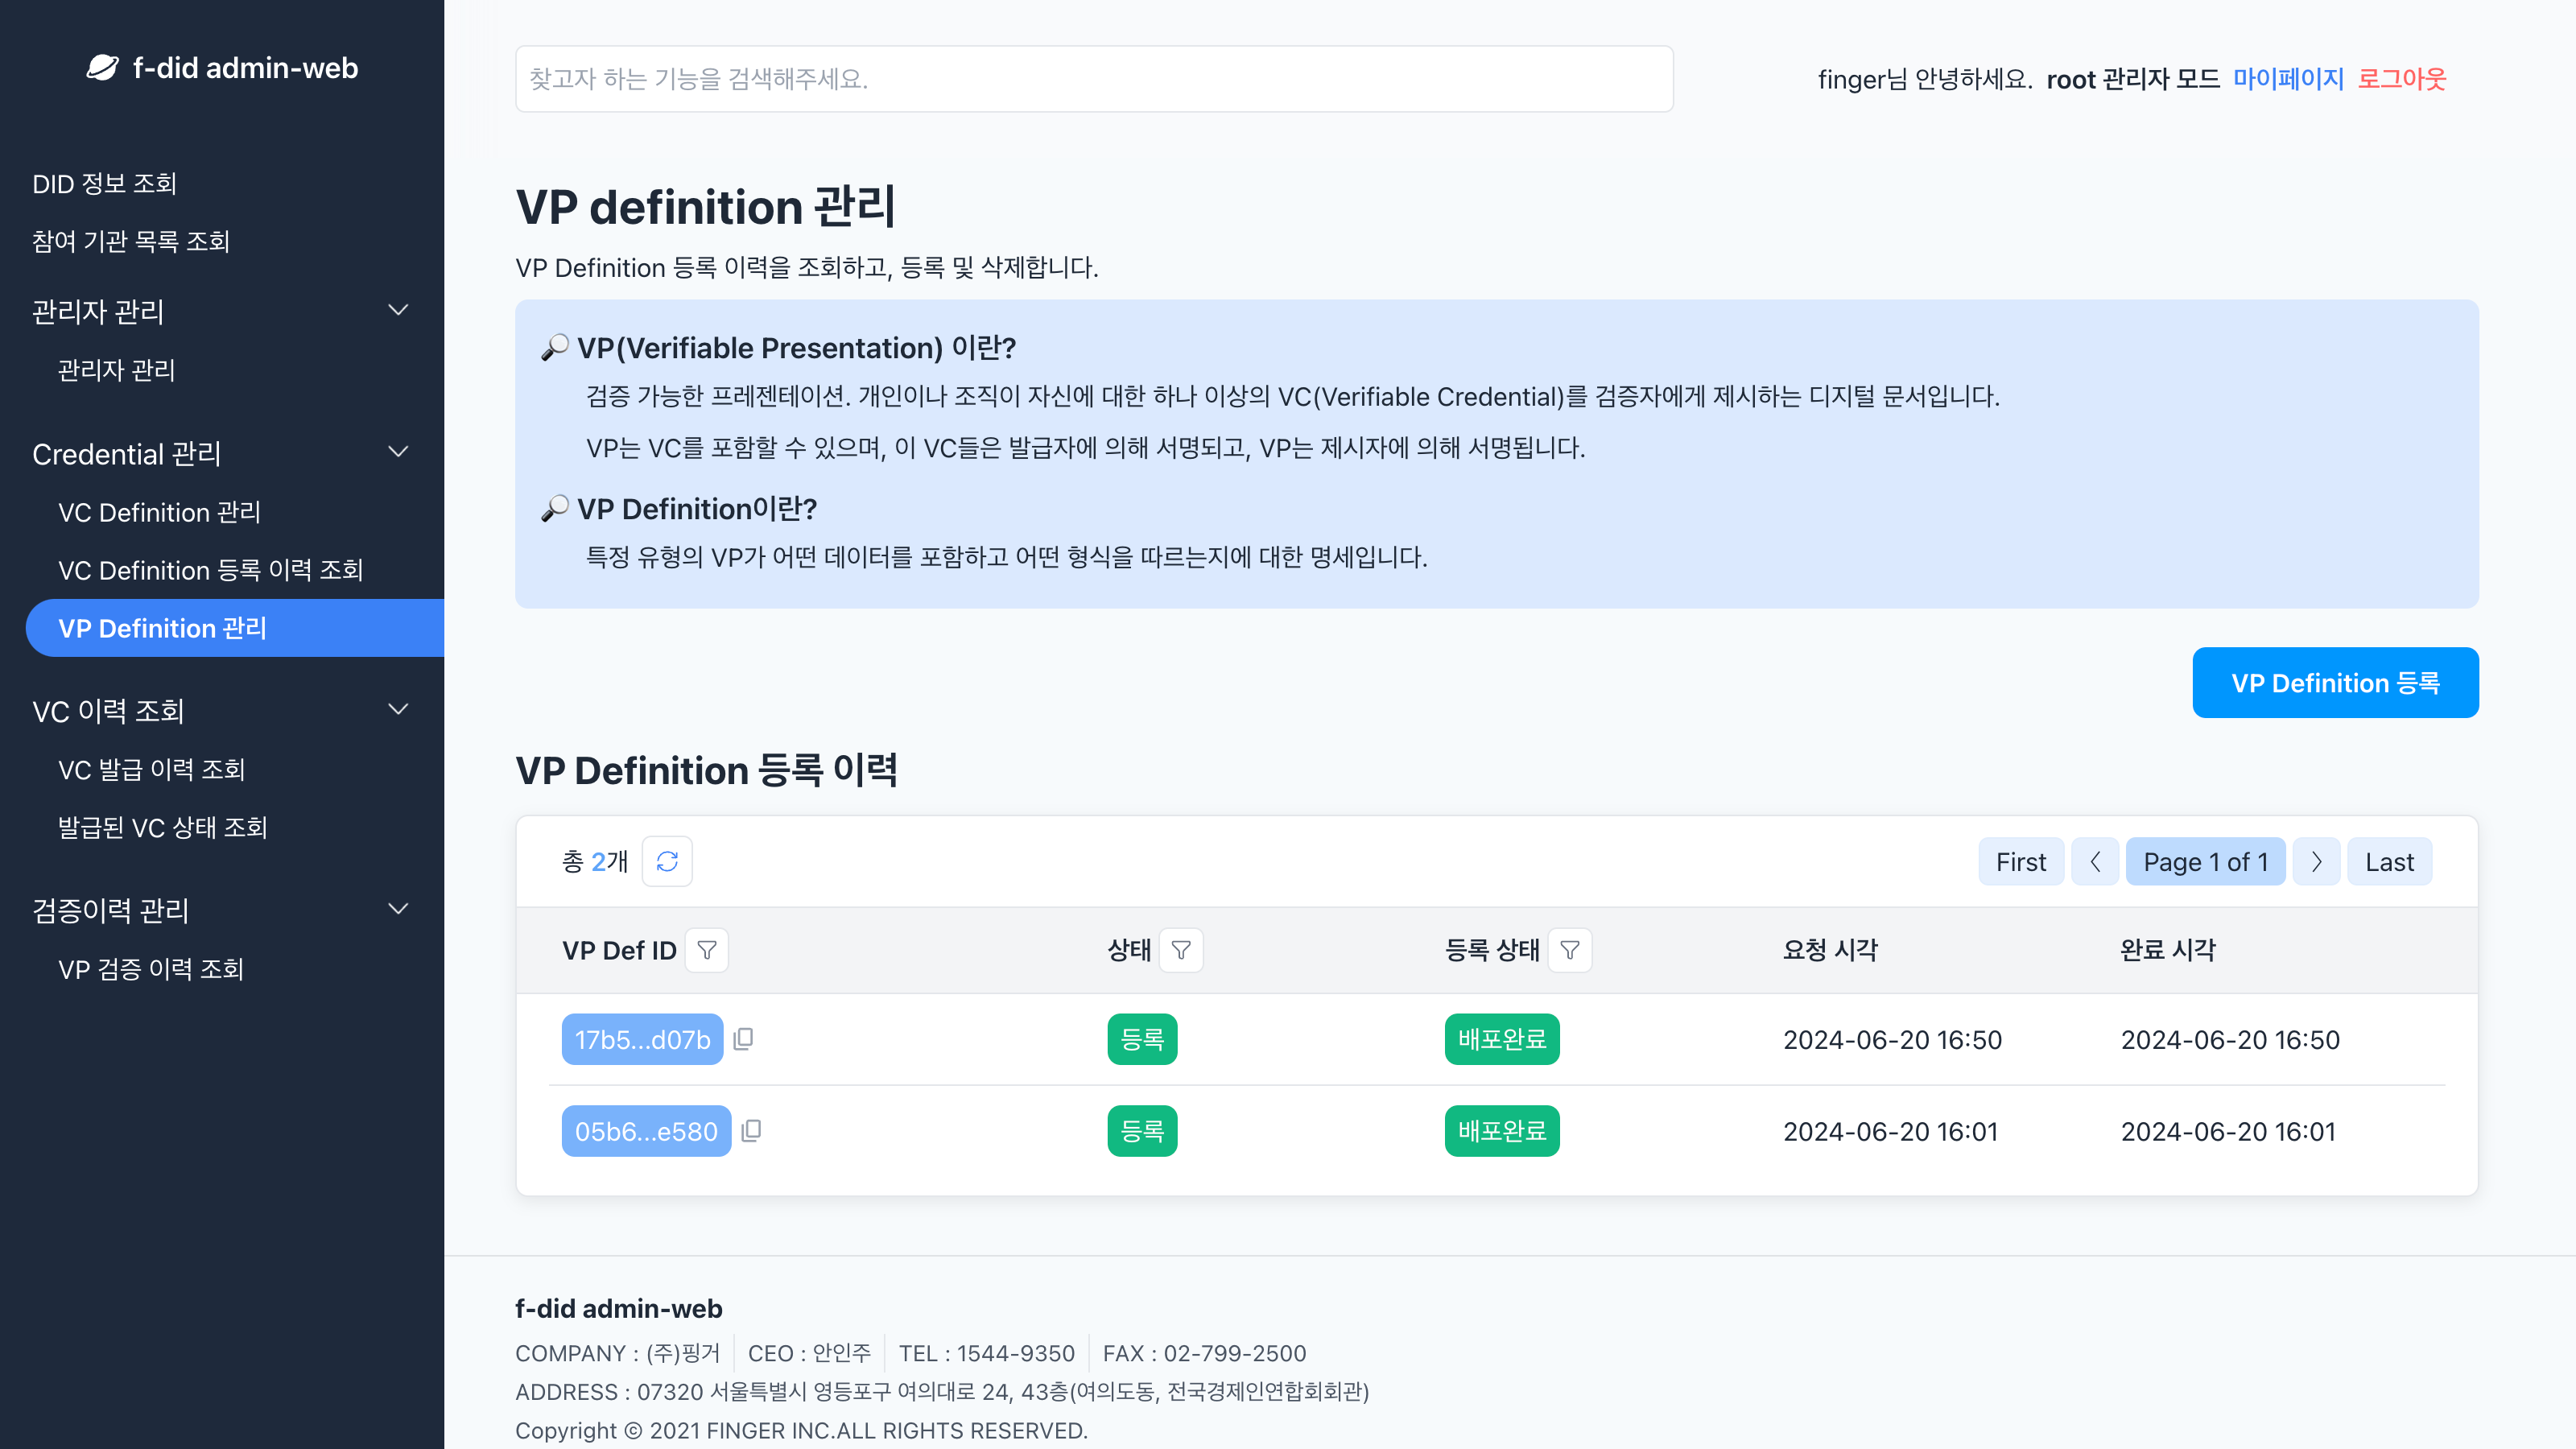 f-did admin-web
DID 정보 조회
참여 기관 목록 조회
관리자 관리
관리자 관리
Credential 관리
VC Definition 관리
VC Definition 등록 이력 조회
VP Definition 관리
VC 이력 조회
VC 발급 이력 조회
발급된 VC 상태 조회
검증이력 관리
VP 검증 이력 조회
찾고자 하는 기능을 검색해주세요.
finger님 안녕하세요. root 관리자 모드 마이페이지 로그아웃
VP definition 관리
VP Definition 등록 이력을 조회하고, 등록 및 삭제합니다.
VP(Verifiable Presentation) 이란?
검증 가능한 프레젠테이션. 개인이나 조직이 자신에 대한 하나 이상의 VC(Verifiable Credential)를 검증자에게 제시하는 디지털 문서입니다.
VP는 VC를 포함할 수 있으며, 이 VC들은 발급자에 의해 서명되고, VP는 제시자에 의해 서명됩니다.
VP Definition이란?
특정 유형의 VP가 어떤 데이터를 포함하고 어떤 형식을 따르는지에 대한 명세입니다.
VP Definition 등록
VP Definition 등록 이력
총 2개 First Page 1 of 1 Last
VP Def ID 상태 등록 상태 요청 시각 완료 시각
17b5...d07b 등록 배포완료 2024-06-20 16:50 2024-06-20 16:50
05b6...e580 등록 배포완료 2024-06-20 16:01 2024-06-20 16:01
f-did admin-web
COMPANY : (주)핑거 CEO : 안인주 TEL : 1544-9350 FAX : 02-799-2500
ADDRESS : 07320 서울특별시 영등포구 여의대로 24, 43층(여의도동, 전국경제인연합회회관)
Copyright ⓒ 2021 FINGER INC.ALL RIGHTS RESERVED.